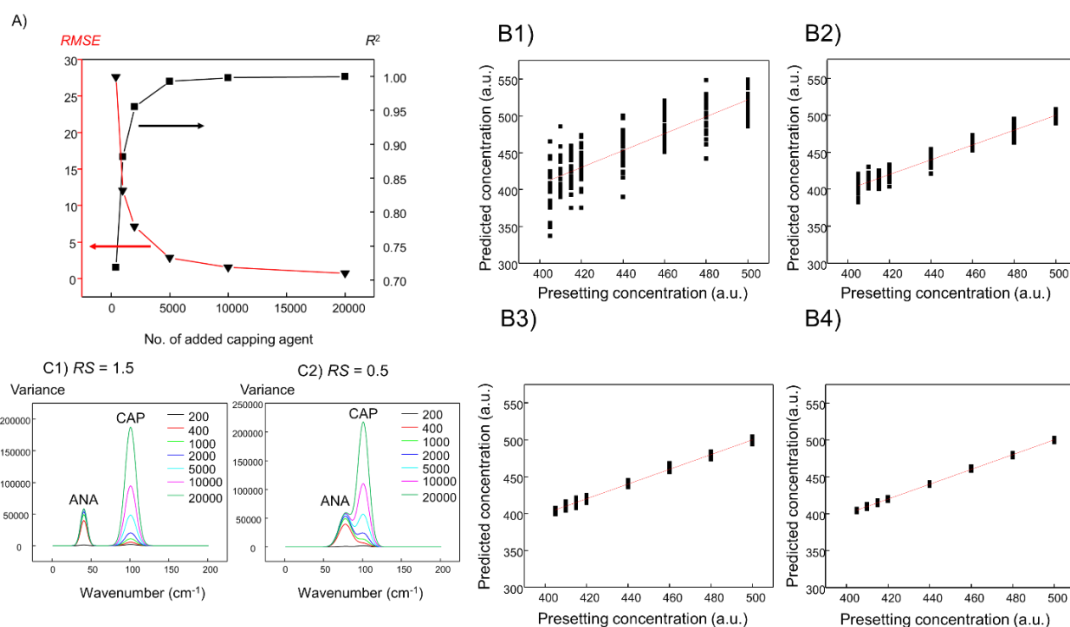 A)
RMSE
R²
30
25
20
15
10
5
0
1.00
0.95
0.90
0.85
0.80
0.75
0.70
0 5000 10000 15000 20000
No. of added capping agent
B1)
Predicted concentration (a.u.)
550
500
450
400
350
300
400 420 440 460 480 500
Presetting concentration (a.u.)
B2)
Predicted concentration (a.u.)
550
500
450
400
350
300
400 420 440 460 480 500
Presetting concentration (a.u.)
C1) RS = 1.5
Variance
200000
150000
100000
50000
0
CAP
ANA
200
400
1000
2000
5000
10000
20000
0 50 100 150 200
Wavenumber (cm⁻¹)
C2) RS = 0.5
Variance
250000
200000
150000
100000
50000
0
CAP
ANA
200
400
1000
2000
5000
10000
20000
0 50 100 150 200
Wavenumber (cm⁻¹)
B3)
Predicted concentration (a.u.)
550
500
450
400
350
300
400 420 440 460 480 500
Presetting concentration (a.u.)
B4)
Predicted concentration(a.u.)
550
500
450
400
350
300
400 420 440 460 480 500
Presetting concentration (a.u.)